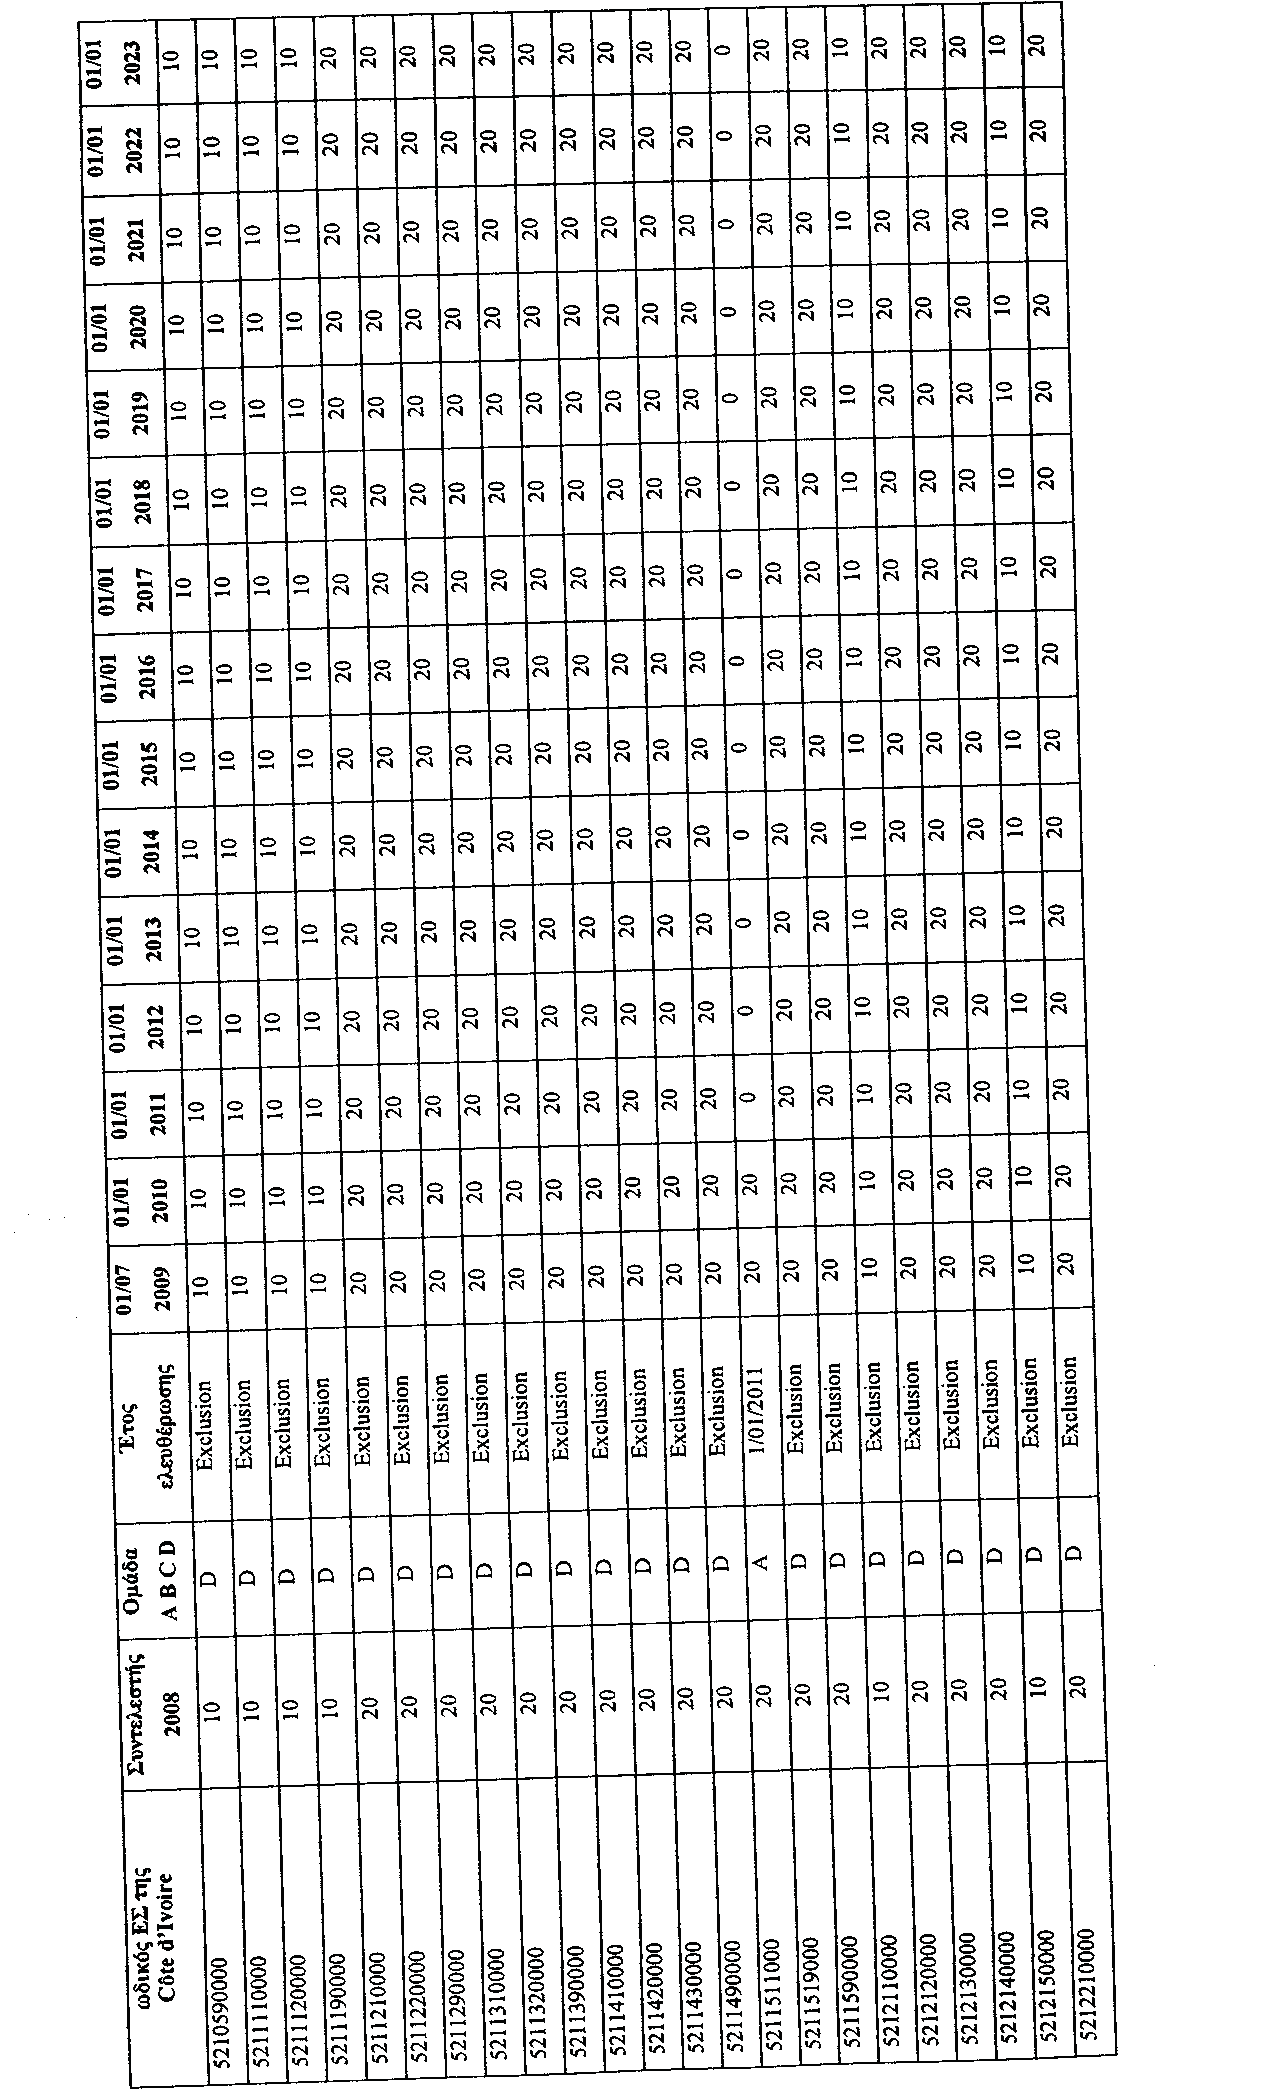 ωδικός ΕΣ της Côte d'Ivoire Συντελεστής 2008 Ομάδα A B C D Έτος ελευθέρωσης 01/07 2009 01/01 2010 01/01 2011 01/01 2012 01/01 2013 01/01 2014 01/01 2015 01/01 2016 01/01 2017 01/01 2018 01/01 2019 01/01 2020 01/01 2021 01/01 2022 01/01 2023
5210590000 10 D Exclusion 10 10 10 10 10 10 10 10 10 10 10 10 10 10 10
5211110000 10 D Exclusion 10 10 10 10 10 10 10 10 10 10 10 10 10 10 10
5211120000 10 D Exclusion 10 10 10 10 10 10 10 10 10 10 10 10 10 10 10
5211190000 10 D Exclusion 10 10 10 10 10 10 10 10 10 10 10 10 10 10 10
5211210000 20 D Exclusion 20 20 20 20 20 20 20 20 20 20 20 20 20 20 20
5211220000 20 D Exclusion 20 20 20 20 20 20 20 20 20 20 20 20 20 20 20
5211290000 20 D Exclusion 20 20 20 20 20 20 20 20 20 20 20 20 20 20 20
5211310000 20 D Exclusion 20 20 20 20 20 20 20 20 20 20 20 20 20 20 20
5211320000 20 D Exclusion 20 20 20 20 20 20 20 20 20 20 20 20 20 20 20
5211390000 20 D Exclusion 20 20 20 20 20 20 20 20 20 20 20 20 20 20 20
5211410000 20 D Exclusion 20 20 20 20 20 20 20 20 20 20 20 20 20 20 20
5211420000 20 D Exclusion 20 20 20 20 20 20 20 20 20 20 20 20 20 20 20
5211430000 20 D Exclusion 20 20 20 20 20 20 20 20 20 20 20 20 20 20 20
5211490000 20 D Exclusion 20 20 20 20 20 20 20 20 20 20 20 20 20 20 20
5211511000 20 A 1/01/2011 20 20 0 0 0 0 0 0 0 0 0 0 0 0 0
5211519000 20 D Exclusion 20 20 20 20 20 20 20 20 20 20 20 20 20 20 20
5211590000 20 D Exclusion 20 20 20 20 20 20 20 20 20 20 20 20 20 20 20
5212110000 10 D Exclusion 10 10 10 10 10 10 10 10 10 10 10 10 10 10 10
5212120000 20 D Exclusion 20 20 20 20 20 20 20 20 20 20 20 20 20 20 20
5212130000 20 D Exclusion 20 20 20 20 20 20 20 20 20 20 20 20 20 20 20
5212140000 20 D Exclusion 20 20 20 20 20 20 20 20 20 20 20 20 20 20 20
5212150000 10 D Exclusion 10 10 10 10 10 10 10 10 10 10 10 10 10 10 10
5212210000 20 D Exclusion 20 20 20 20 20 20 20 20 20 20 20 20 20 20 20